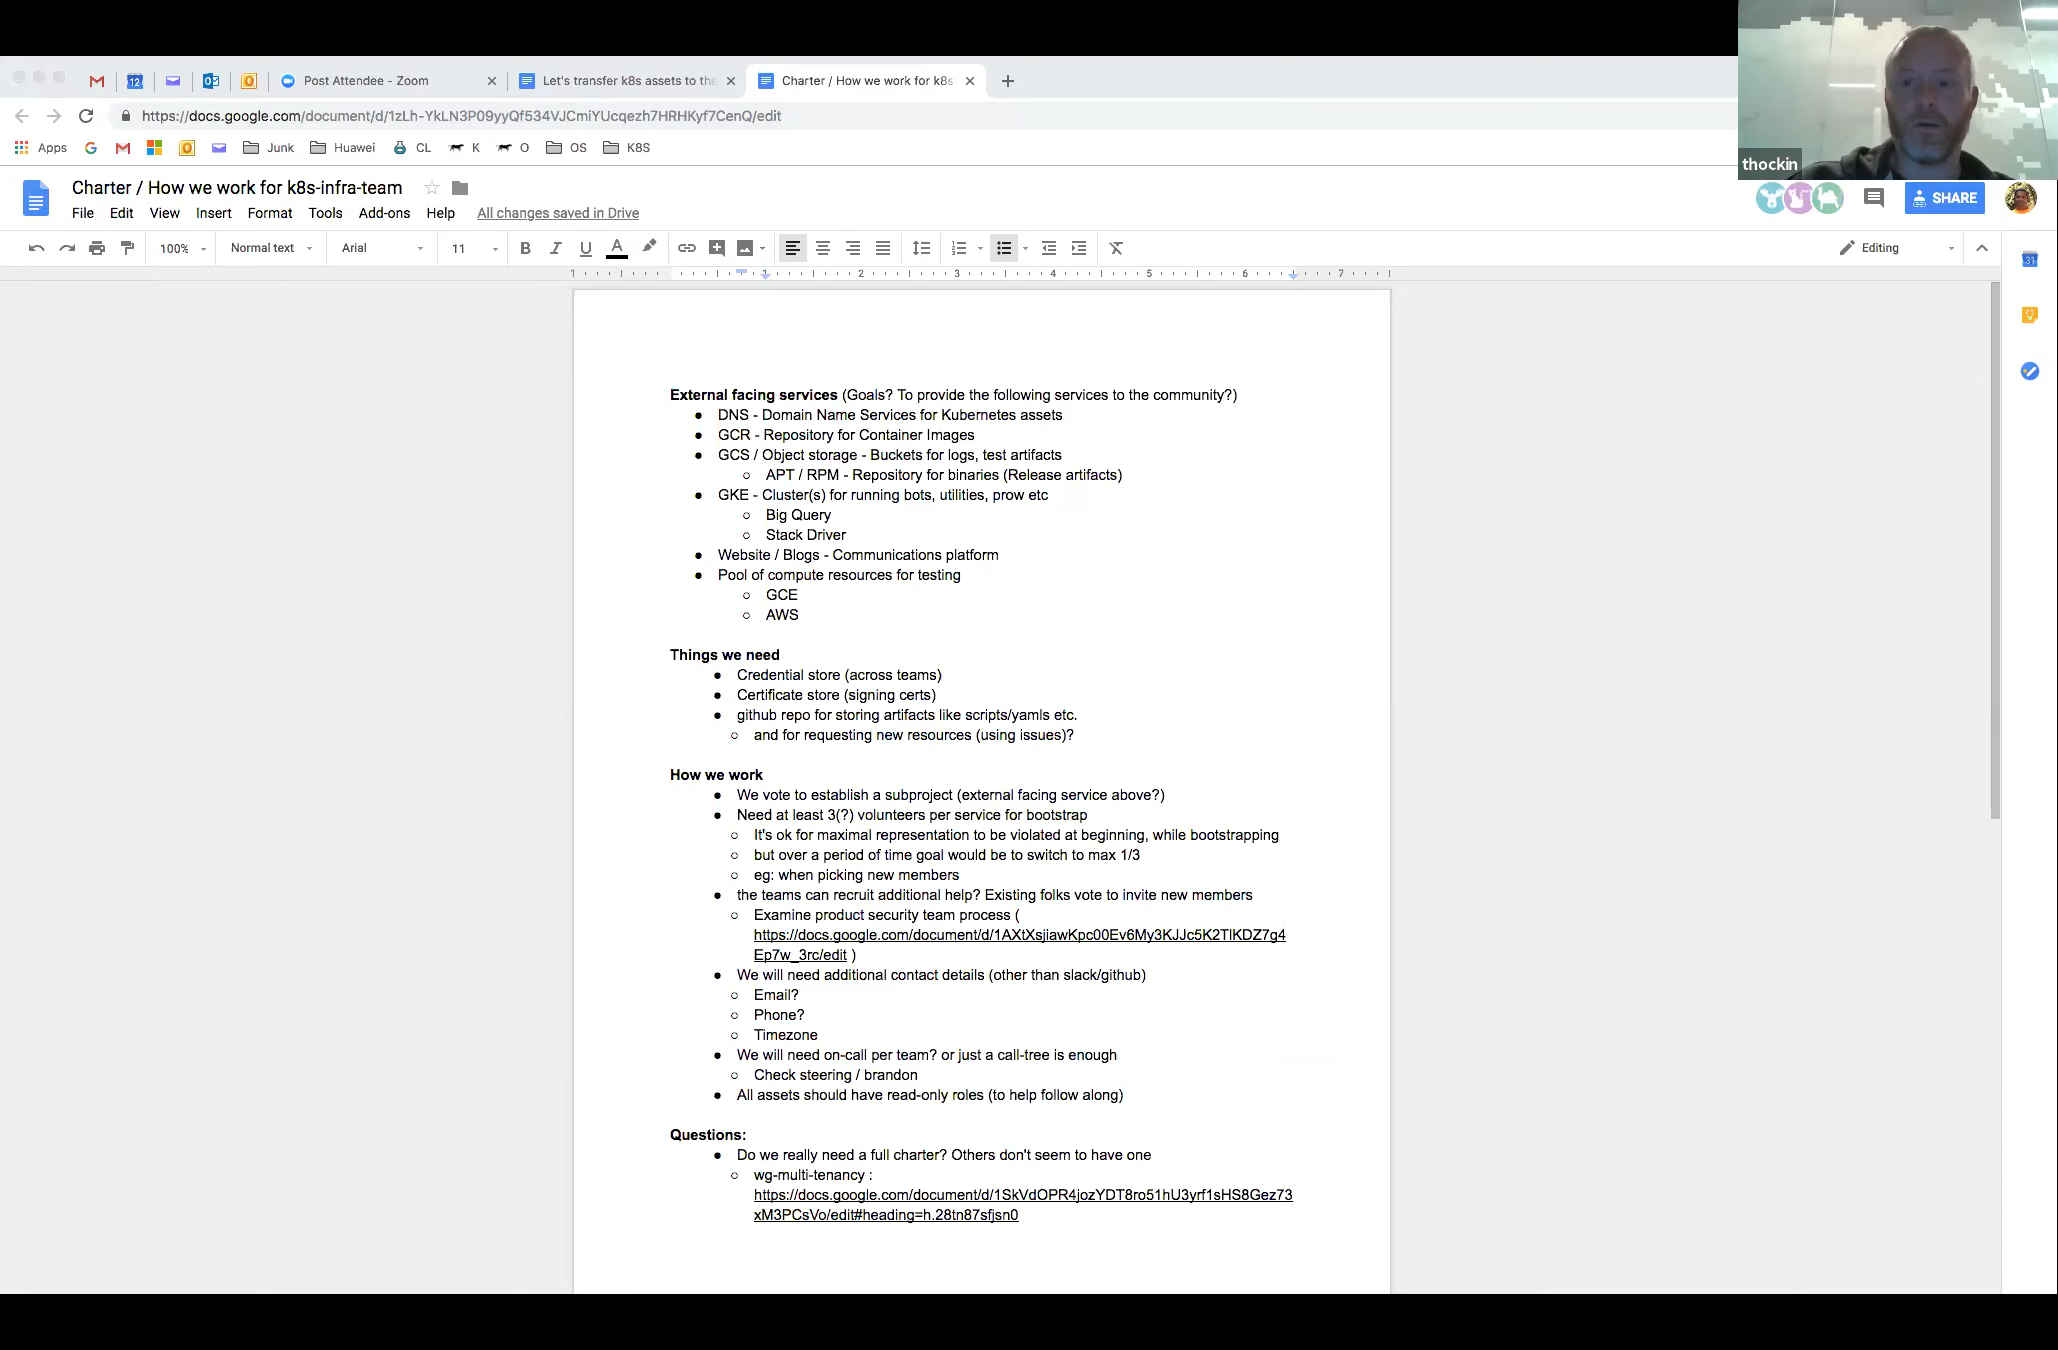 Post Attendee - Zoom
Let's transfer k8s assets to the
Charter / How we work for k8s
https://docs.google.com/document/d/1zLh-YkLN3P09yyQf534VJCmiYUcqezh7HRHKyf7CenQ/edit
Apps Junk Huawei CL K O OS K8S
thockin
Charter / How we work for k8s-infra-team
File Edit View Insert Format Tools Add-ons Help All changes saved in Drive
SHARE
100% Normal text Arial 11 B I U A Editing
1 1 2 3 4 5 6 7
31
External facing services (Goals? To provide the following services to the community?)
● DNS - Domain Name Services for Kubernetes assets
● GCR - Repository for Container Images
● GCS / Object storage - Buckets for logs, test artifacts
○ APT / RPM - Repository for binaries (Release artifacts)
● GKE - Cluster(s) for running bots, utilities, prow etc
○ Big Query
○ Stack Driver
● Website / Blogs - Communications platform
● Pool of compute resources for testing
○ GCE
○ AWS
Things we need
● Credential store (across teams)
● Certificate store (signing certs)
● github repo for storing artifacts like scripts/yamls etc.
○ and for requesting new resources (using issues)?
How we work
● We vote to establish a subproject (external facing service above?)
● Need at least 3(?) volunteers per service for bootstrap
○ It's ok for maximal representation to be violated at beginning, while bootstrapping
○ but over a period of time goal would be to switch to max 1/3
○ eg: when picking new members
● the teams can recruit additional help? Existing folks vote to invite new members
○ Examine product security team process (
https://docs.google.com/document/d/1AXtXsjiawKpc00Ev6My3KJJc5K2TlKDZ7g4
Ep7w_3rc/edit )
● We will need additional contact details (other than slack/github)
○ Email?
○ Phone?
○ Timezone
● We will need on-call per team? or just a call-tree is enough
○ Check steering / brandon
● All assets should have read-only roles (to help follow along)
Questions:
● Do we really need a full charter? Others don't seem to have one
○ wg-multi-tenancy :
https://docs.google.com/document/d/1SkVdOPR4jozYDT8ro51hU3yrf1sHS8Gez73
xM3PCsVo/edit#heading=h.28tn87sfjsn0